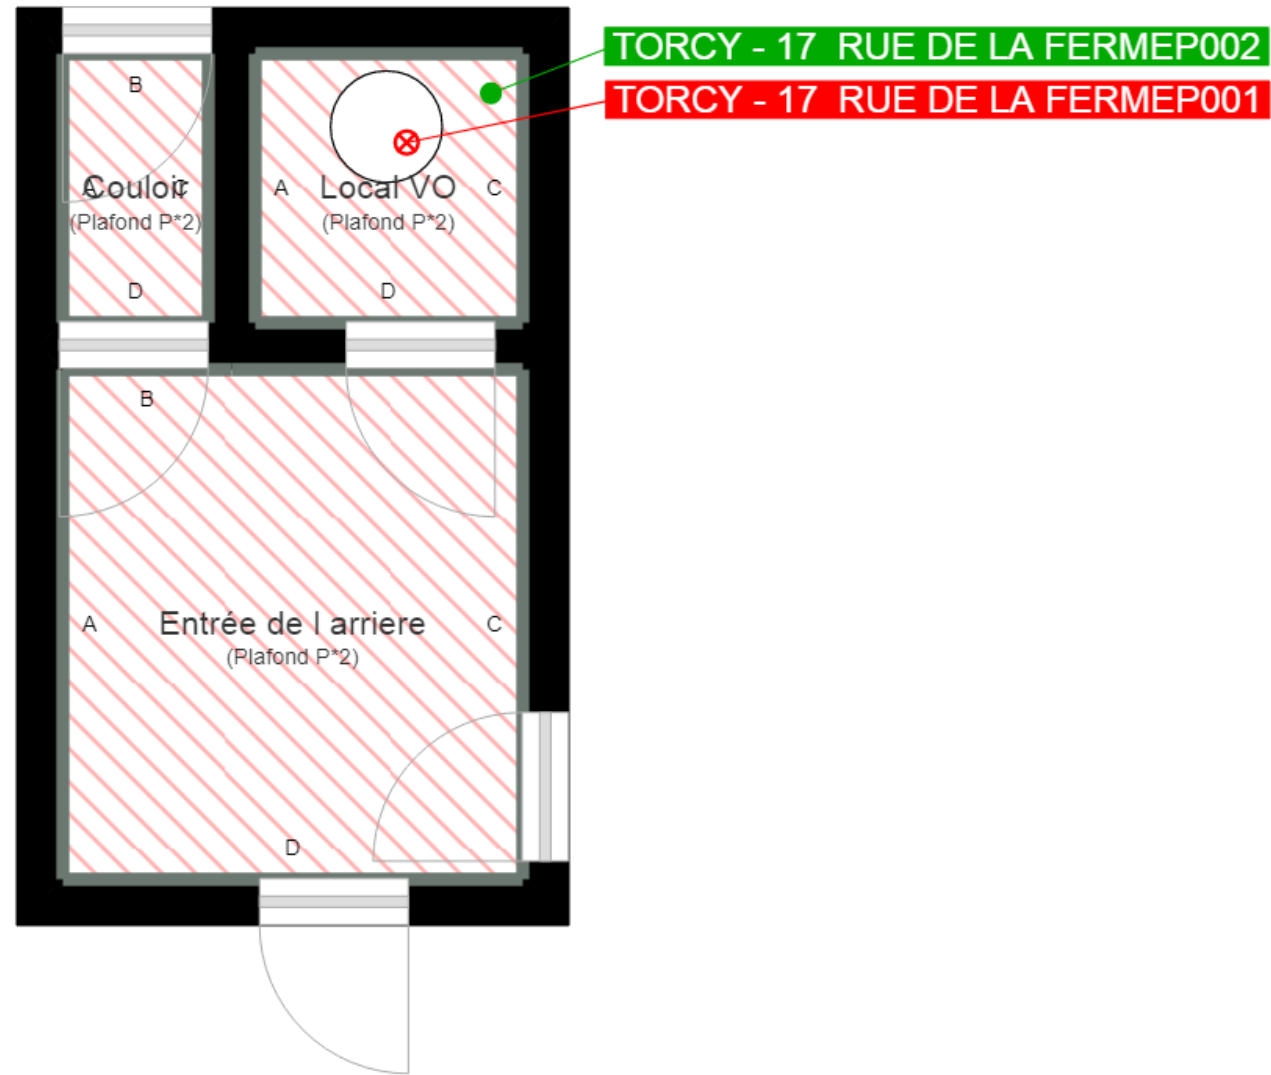 TORCY - 17 RUE DE LA FERMEP002
TORCY - 17 RUE DE LA FERMEP001
B
A Couloir C
(Plafond P*2)
D
A Local VO C
(Plafond P*2)
D
B
A Entrée de l arriere C
(Plafond P*2)
D